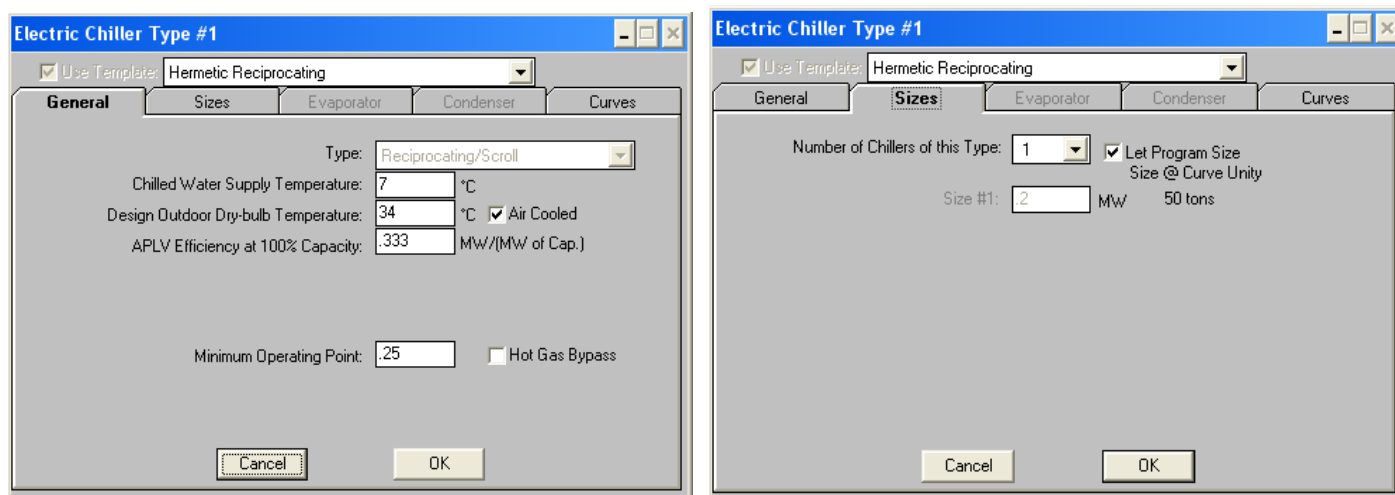 Electric Chiller Type #1
Use Template: Hermetic Reciprocating
General Sizes Evaporator Condenser Curves
Type: Reciprocating/Scroll
Chilled Water Supply Temperature: 7 °C
Design Outdoor Dry-bulb Temperature: 34 °C Air Cooled
APLV Efficiency at 100% Capacity: .333 MW/(MW of Cap.)
Minimum Operating Point: .25 Hot Gas Bypass
Cancel OK
Electric Chiller Type #1
Use Template: Hermetic Reciprocating
General Sizes Evaporator Condenser Curves
Number of Chillers of this Type: 1 Let Program Size
Size @ Curve Unity
Size #1: .2 MW 50 tons
Cancel OK